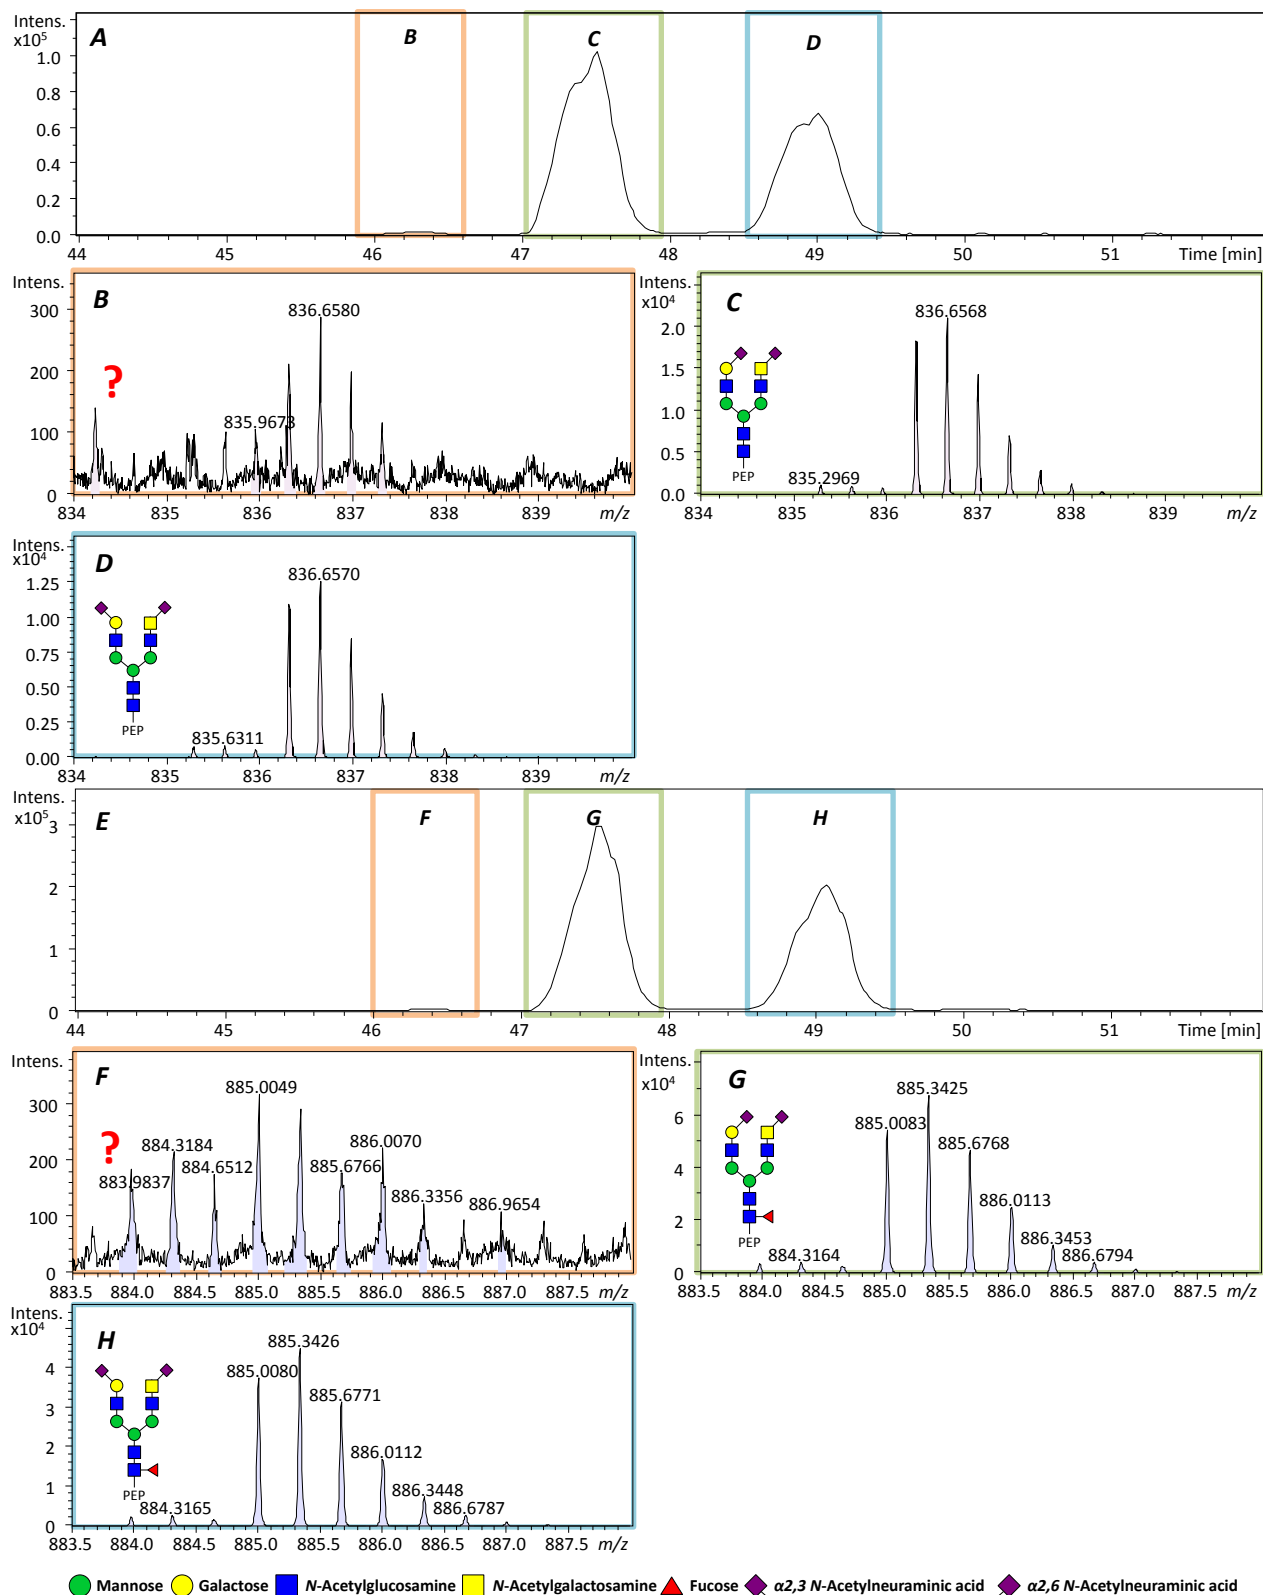 Intens.
x10⁵
A
B
C
D
1.0
0.8
0.6
0.4
0.2
0.0
44 45 46 47 48 49 50 51 Time [min]
Intens.
B
300
200
100
0
?
836.6580
835.9673
834 835 836 837 838 839 m/z
Intens.
x10⁴
C
2.0
1.5
1.0
0.5
0.0
836.6568
835.2969
PEP
834 835 836 837 838 839 m/z
Intens.
x10⁴
D
1.25
1.00
0.75
0.50
0.25
0.00
836.6570
835.6311
PEP
834 835 836 837 838 839 m/z
Intens.
x10⁵
E
F
G
H
3
2
1
0
44 45 46 47 48 49 50 51 Time [min]
Intens.
F
300
200
100
0
?
885.0049
884.3184
886.0070
884.6512
885.6766
883.9837
886.3356
886.9654
883.5 884.0 884.5 885.0 885.5 886.0 886.5 887.0 887.5 m/z
Intens.
x10⁴
G
6
4
2
0
885.3425
885.0083
885.6768
886.0113
886.3453
884.3164
886.6794
PEP
883.5 884.0 884.5 885.0 885.5 886.0 886.5 887.0 887.5 m/z
Intens.
x10⁴
H
4
3
2
1
0
885.3426
885.0080
885.6771
886.0112
886.3448
884.3165
886.6787
PEP
883.5 884.0 884.5 885.0 885.5 886.0 886.5 887.0 887.5 m/z
Mannose Galactose N-Acetylglucosamine N-Acetylgalactosamine Fucose α2,3 N-Acetylneuraminic acid α2,6 N-Acetylneuraminic acid